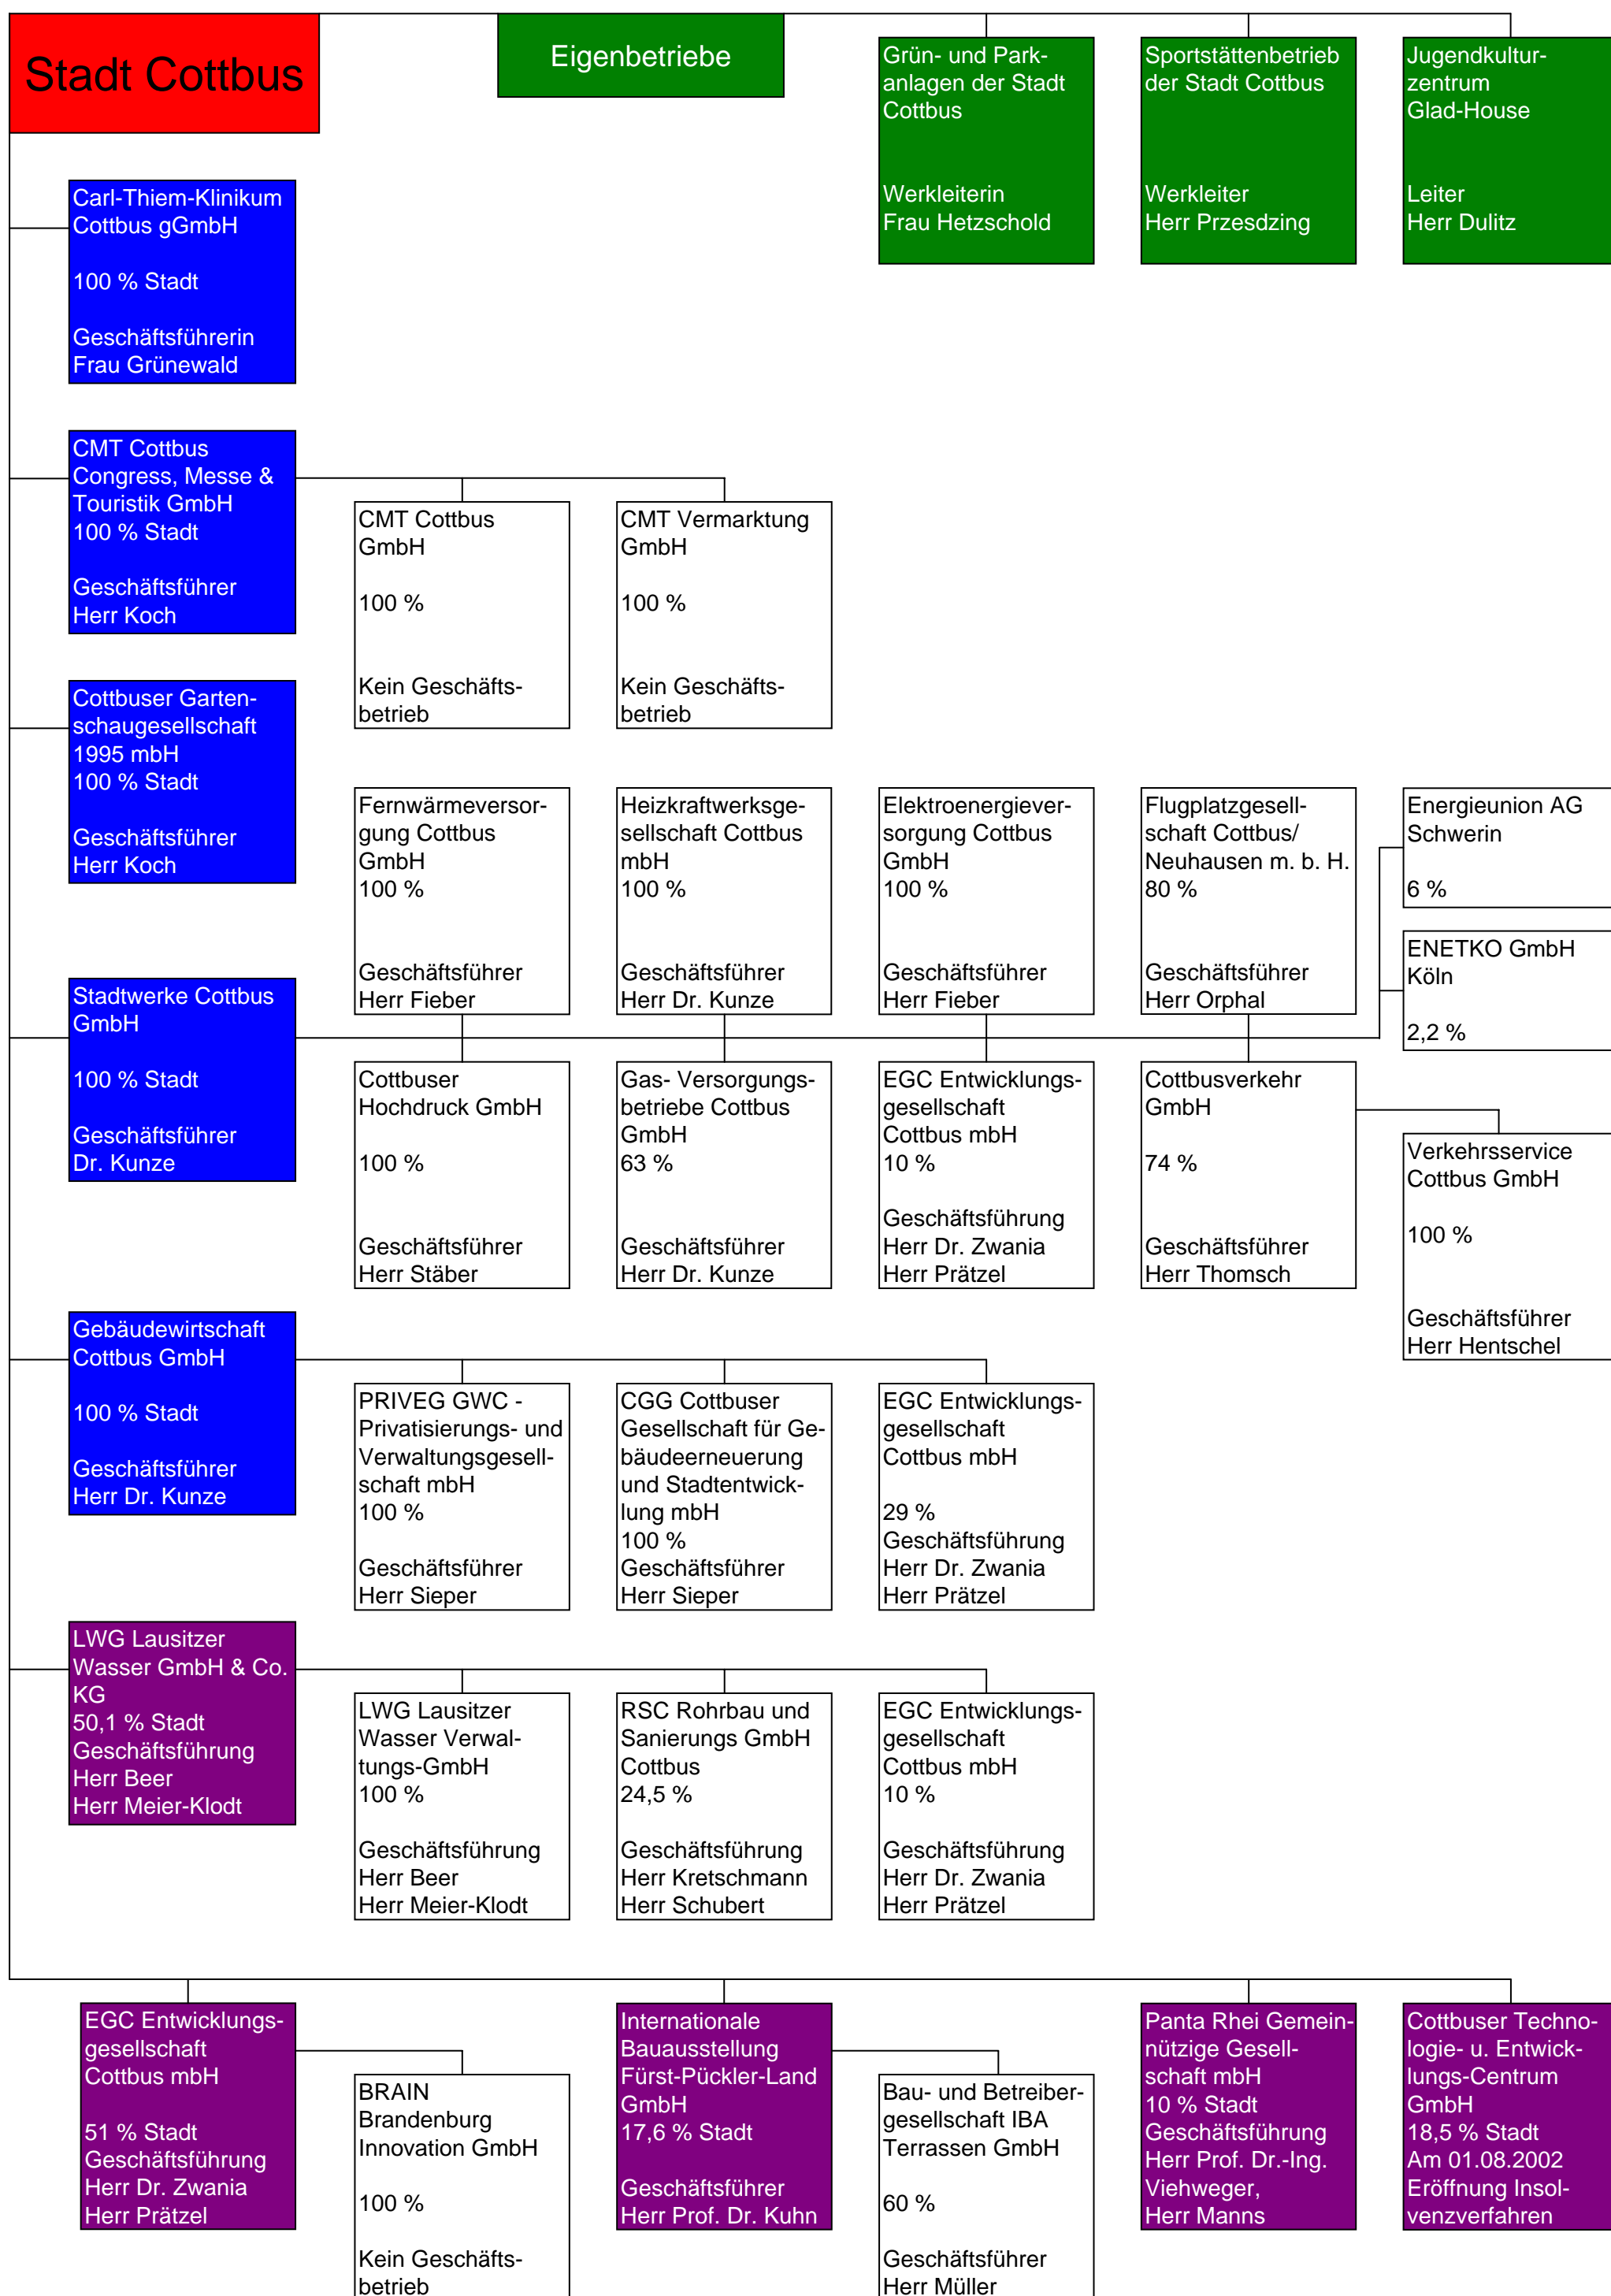 Stadt Cottbus
Eigenbetriebe
Grün- und Park-
anlagen der Stadt
Cottbus
Werkleiterin
Frau Hetzschold
Sportstättenbetrieb
der Stadt Cottbus
Werkleiter
Herr Przesdzing
Jugendkultur-
zentrum
Glad-House
Leiter
Herr Dulitz
Carl-Thiem-Klinikum
Cottbus gGmbH
100 % Stadt
Geschäftsführerin
Frau Grünewald
CMT Cottbus
Congress, Messe &
Touristik GmbH
100 % Stadt
Geschäftsführer
Herr Koch
CMT Cottbus
GmbH
100 %
Kein Geschäfts-
betrieb
CMT Vermarktung
GmbH
100 %
Kein Geschäfts-
betrieb
Cottbuser Garten-
schaugesellschaft
1995 mbH
100 % Stadt
Geschäftsführer
Herr Koch
Fernwärmeversor-
gung Cottbus
GmbH
100 %
Geschäftsführer
Herr Fieber
Heizkraftwerksge-
sellschaft Cottbus
mbH
100 %
Geschäftsführer
Herr Dr. Kunze
Elektroenergiever-
sorgung Cottbus
GmbH
100 %
Geschäftsführer
Herr Fieber
Flugplatzgesell-
schaft Cottbus/
Neuhausen m. b. H.
80 %
Geschäftsführer
Herr Orphal
Energieunion AG
Schwerin
6 %
ENETKO GmbH
Köln
2,2 %
Stadtwerke Cottbus
GmbH
100 % Stadt
Geschäftsführer
Dr. Kunze
Cottbuser
Hochdruck GmbH
100 %
Geschäftsführer
Herr Stäber
Gas- Versorgungs-
betriebe Cottbus
GmbH
63 %
Geschäftsführer
Herr Dr. Kunze
EGC Entwicklungs-
gesellschaft
Cottbus mbH
10 %
Geschäftsführung
Herr Dr. Zwania
Herr Prätzel
Cottbusverkehr
GmbH
74 %
Geschäftsführer
Herr Thomsch
Verkehrsservice
Cottbus GmbH
100 %
Geschäftsführer
Herr Hentschel
Gebäudewirtschaft
Cottbus GmbH
100 % Stadt
Geschäftsführer
Herr Dr. Kunze
PRIVEG GWC -
Privatisierungs- und
Verwaltungsgesell-
schaft mbH
100 %
Geschäftsführer
Herr Sieper
CGG Cottbuser
Gesellschaft für Ge-
bäudeerneuerung
und Stadtentwick-
lung mbH
100 %
Geschäftsführer
Herr Sieper
EGC Entwicklungs-
gesellschaft
Cottbus mbH
29 %
Geschäftsführung
Herr Dr. Zwania
Herr Prätzel
LWG Lausitzer
Wasser GmbH & Co.
KG
50,1 % Stadt
Geschäftsführung
Herr Beer
Herr Meier-Klodt
LWG Lausitzer
Wasser Verwal-
tungs-GmbH
100 %
Geschäftsführung
Herr Beer
Herr Meier-Klodt
RSC Rohrbau und
Sanierungs GmbH
Cottbus
24,5 %
Geschäftsführung
Herr Kretschmann
Herr Schubert
EGC Entwicklungs-
gesellschaft
Cottbus mbH
10 %
Geschäftsführung
Herr Dr. Zwania
Herr Prätzel
EGC Entwicklungs-
gesellschaft
Cottbus mbH
51 % Stadt
Geschäftsführung
Herr Dr. Zwania
Herr Prätzel
BRAIN
Brandenburg
Innovation GmbH
100 %
Kein Geschäfts-
betrieb
Internationale
Bauausstellung
Fürst-Pückler-Land
GmbH
17,6 % Stadt
Geschäftsführer
Herr Prof. Dr. Kuhn
Bau- und Betreiber-
gesellschaft IBA
Terrassen GmbH
60 %
Geschäftsführer
Herr Müller
Panta Rhei Gemein-
nützige Gesell-
schaft mbH
10 % Stadt
Geschäftsführung
Herr Prof. Dr.-Ing.
Viehweger,
Herr Manns
Cottbuser Techno-
logie- u. Entwick-
lungs-Centrum
GmbH
18,5 % Stadt
Am 01.08.2002
Eröffnung Insol-
venzverfahren